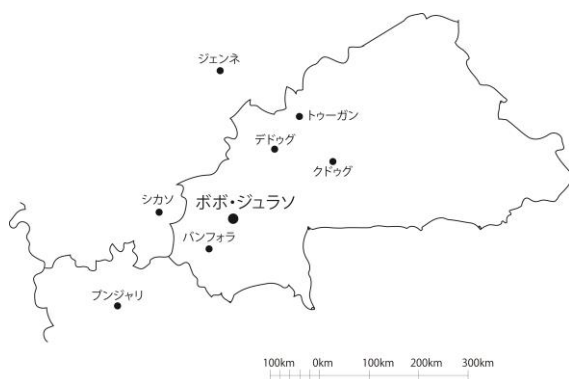 ジェンネ
トゥーガン
デドゥグ
クドゥグ
シカソ
ボボ・ジュラソ
バンフォラ
ブンジャリ
100km 0km 100km 200km 300km